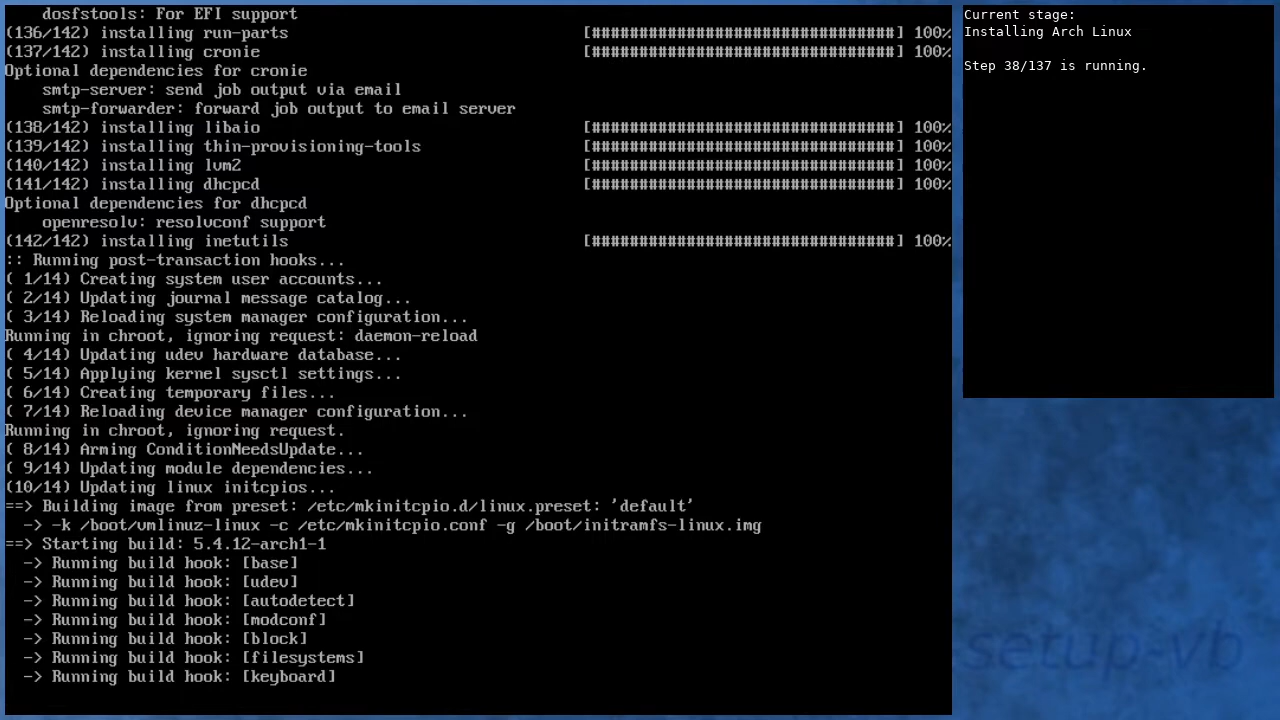 dosfstools: For EFI support
(136/142) installing run-parts                               [################################] 100%
(137/142) installing cronie                                  [################################] 100%
Optional dependencies for cronie
    smtp-server: send job output via email
    smtp-forwarder: forward job output to email server
(138/142) installing libaio                                  [################################] 100%
(139/142) installing thin-provisioning-tools                 [################################] 100%
(140/142) installing lvm2                                    [################################] 100%
(141/142) installing dhcpcd                                  [################################] 100%
Optional dependencies for dhcpcd
    openresolv: resolvconf support
(142/142) installing inetutils                               [################################] 100%
:: Running post-transaction hooks...
( 1/14) Creating system user accounts...
( 2/14) Updating journal message catalog...
( 3/14) Reloading system manager configuration...
Running in chroot, ignoring request: daemon-reload
( 4/14) Updating udev hardware database...
( 5/14) Applying kernel sysctl settings...
( 6/14) Creating temporary files...
( 7/14) Reloading device manager configuration...
Running in chroot, ignoring request.
( 8/14) Arming ConditionNeedsUpdate...
( 9/14) Updating module dependencies...
(10/14) Updating linux initcpios...
==> Building image from preset: /etc/mkinitcpio.d/linux.preset: 'default'
  -> -k /boot/vmlinuz-linux -c /etc/mkinitcpio.conf -g /boot/initramfs-linux.img
==> Starting build: 5.4.12-arch1-1
  -> Running build hook: [base]
  -> Running build hook: [udev]
  -> Running build hook: [autodetect]
  -> Running build hook: [modconf]
  -> Running build hook: [block]
  -> Running build hook: [filesystems]
  -> Running build hook: [keyboard]
Current stage:
Installing Arch Linux
Step 38/137 is running.
setup-vb